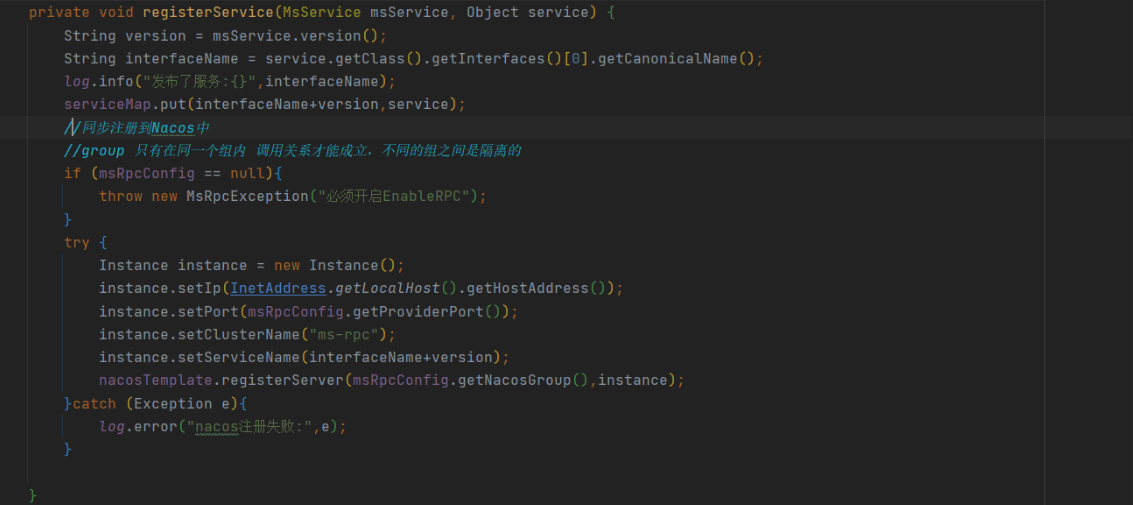 private void registerService(MsService msService, Object service) {
String version = msService.version();
String interfaceName = service.getClass().getInterfaces()[0].getCanonicalName();
log.info("发布了服务:{}",interfaceName);
serviceMap.put(interfaceName+version,service);
//同步注册到Nacos中
//group 只有在同一个组内 调用关系才能成立，不同的组之间是隔离的
if (msRpcConfig == null){
throw new MsRpcException("必须开启EnableRPC");
}
try {
Instance instance = new Instance();
instance.setIp(InetAddress.getLocalHost().getHostAddress());
instance.setPort(msRpcConfig.getProviderPort());
instance.setClusterName("ms-rpc");
instance.setServiceName(interfaceName+version);
nacosTemplate.registerServer(msRpcConfig.getNacosGroup(),instance);
}catch (Exception e){
log.error("nacos注册失败:",e);
}
}